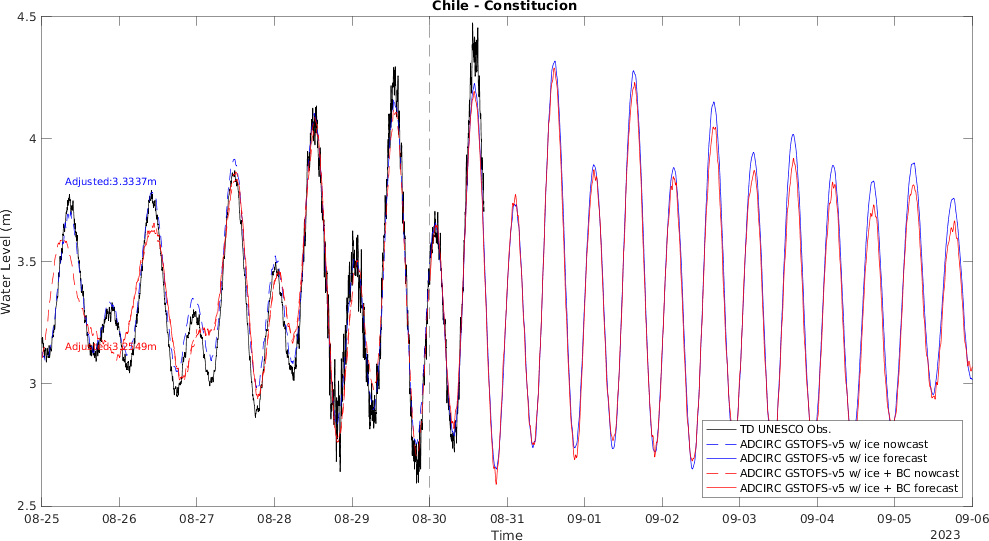 Chile - Constitucion
4.5
4
3.5
3
2.5
Water Level (m)
Adjusted:3.3337m
Adjusted:3.2549m
TD UNESCO Obs.
ADCIRC GSTOFS-v5 w/ ice nowcast
ADCIRC GSTOFS-v5 w/ ice forecast
ADCIRC GSTOFS-v5 w/ ice + BC nowcast
ADCIRC GSTOFS-v5 w/ ice + BC forecast
08-25 08-26 08-27 08-28 08-29 08-30 08-31 09-01 09-02 09-03 09-04 09-05 09-06
Time
2023